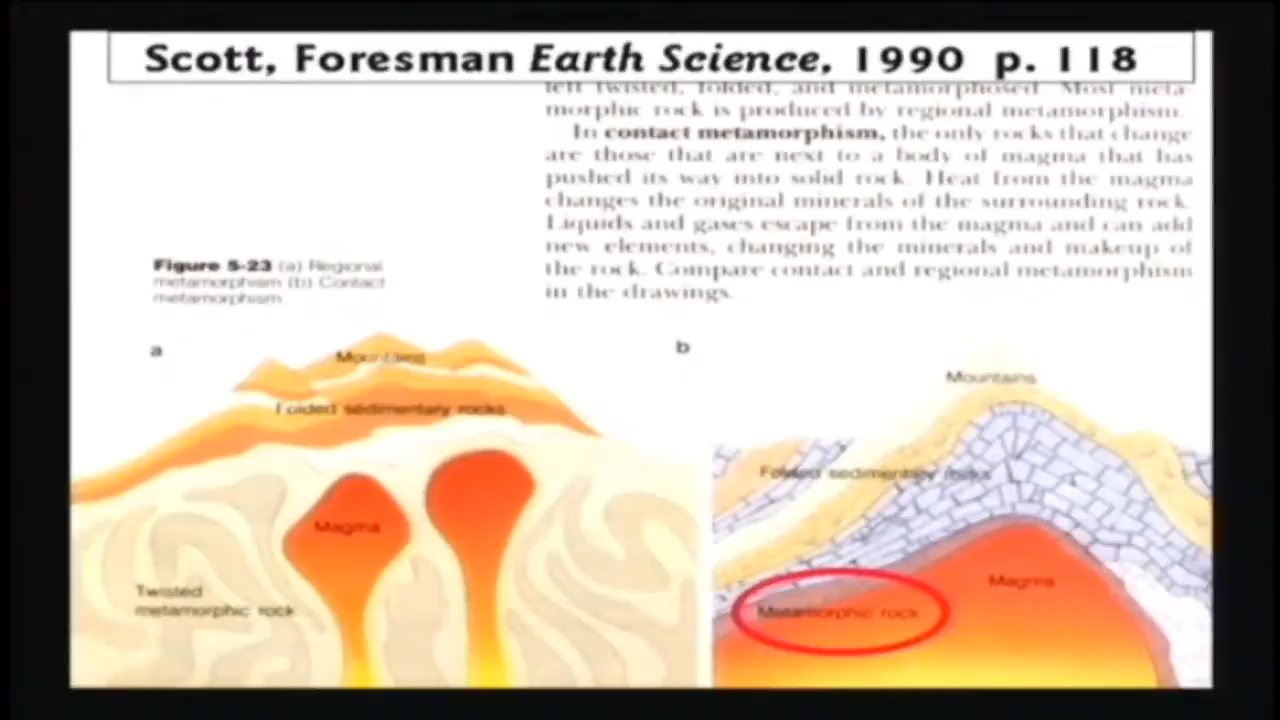 Scott, Foresman Earth Science, 1990 p. 118
left twisted, folded, and metamorphosed. Most meta-
morphic rock is produced by regional metamorphism.
In contact metamorphism, the only rocks that change
are those that are next to a body of magma that has
pushed its way into solid rock. Heat from the magma
changes the original minerals of the surrounding rock.
Liquids and gases escape from the magma and can add
new elements, changing the minerals and makeup of
the rock. Compare contact and regional metamorphism
in the drawings.
Figure 5-23 (a) Regional
metamorphism (b) Contact
metamorphism
a
Mountains
Folded sedimentary rocks
Magma
Twisted
metamorphic rock
b
Mountains
Folded sedimentary rocks
Magma
Metamorphic rock